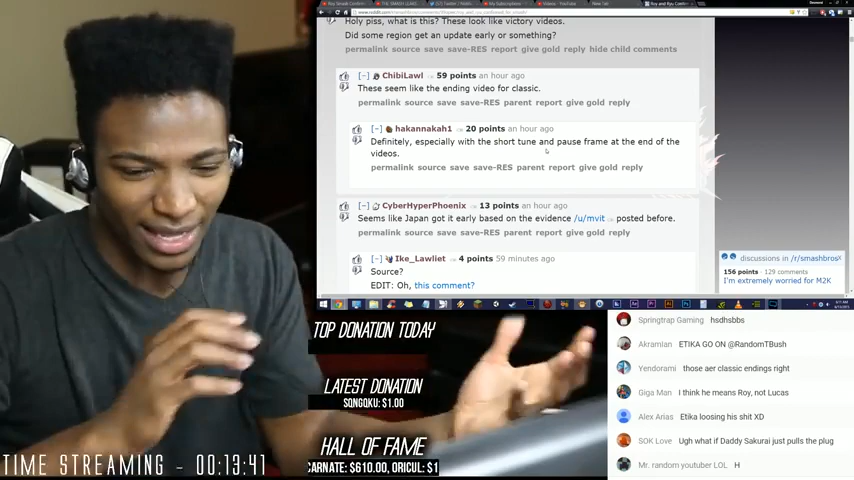 Holy piss, what is this? These look like victory videos.
Did some region get an update early or something?
permalink source save save-RES report give gold reply hide child comments
[-] ChibiLawl 59 points an hour ago
These seem like the ending video for classic.
permalink source save save-RES parent report give gold reply
[-] hakannakah1 20 points an hour ago
Definitely, especially with the short tune and pause frame at the end of the
videos.
permalink source save save-RES parent report give gold reply
[-] CyberHyperPhoenix 13 points an hour ago
Seems like Japan got it early based on the evidence /u/mvit posted before.
permalink source save save-RES parent report give gold reply
[-] Ike_Lawliet 4 points 59 minutes ago
Source?
EDIT: Oh, this comment?
discussions in /r/smashbros
156 points · 129 comments
I'm extremely worried for M2K
TOP DONATION TODAY
LATEST DONATION
SQNGQKU: $1.00
HALL OF FAME
CARNATE: $610.00, ORICUL: $1
TIME STREAMING - 00:13:41
Springtrap Gaming hsdhsbbs
Akramian ETIKA GO ON @RandomTBush
Yendorami those aer classic endings right
Giga Man I think he means Roy, not Lucas
Alex Arias Etika loosing his shit XD
SOK Love Ugh what if Daddy Sakurai just pulls the plug
Mr. random youtuber LOL H